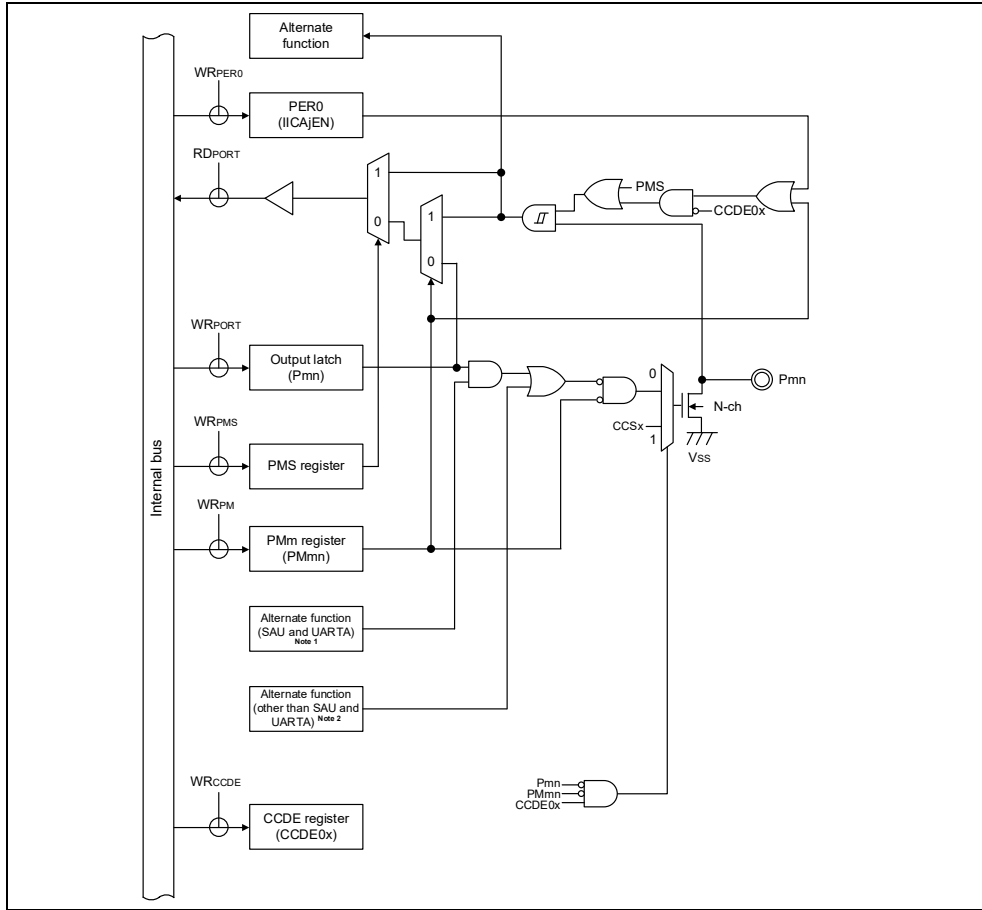 Alternate
function
WRPER0
PER0
(IICAjEN)
RDPORT
1
0
1
0
PMS
CCDE0x
WRPORT
Output latch
(Pmn)
WRPMS
PMS register
WRPM
PMm register
(PMmn)
Internal bus
0
CCSx
1
N-ch
Pmn
VSS
Alternate function
(SAU and UARTA)
Note 1
Alternate function
(other than SAU and
UARTA) Note 2
Pmn
PMmn
CCDE0x
WRCCDE
CCDE register
(CCDE0x)